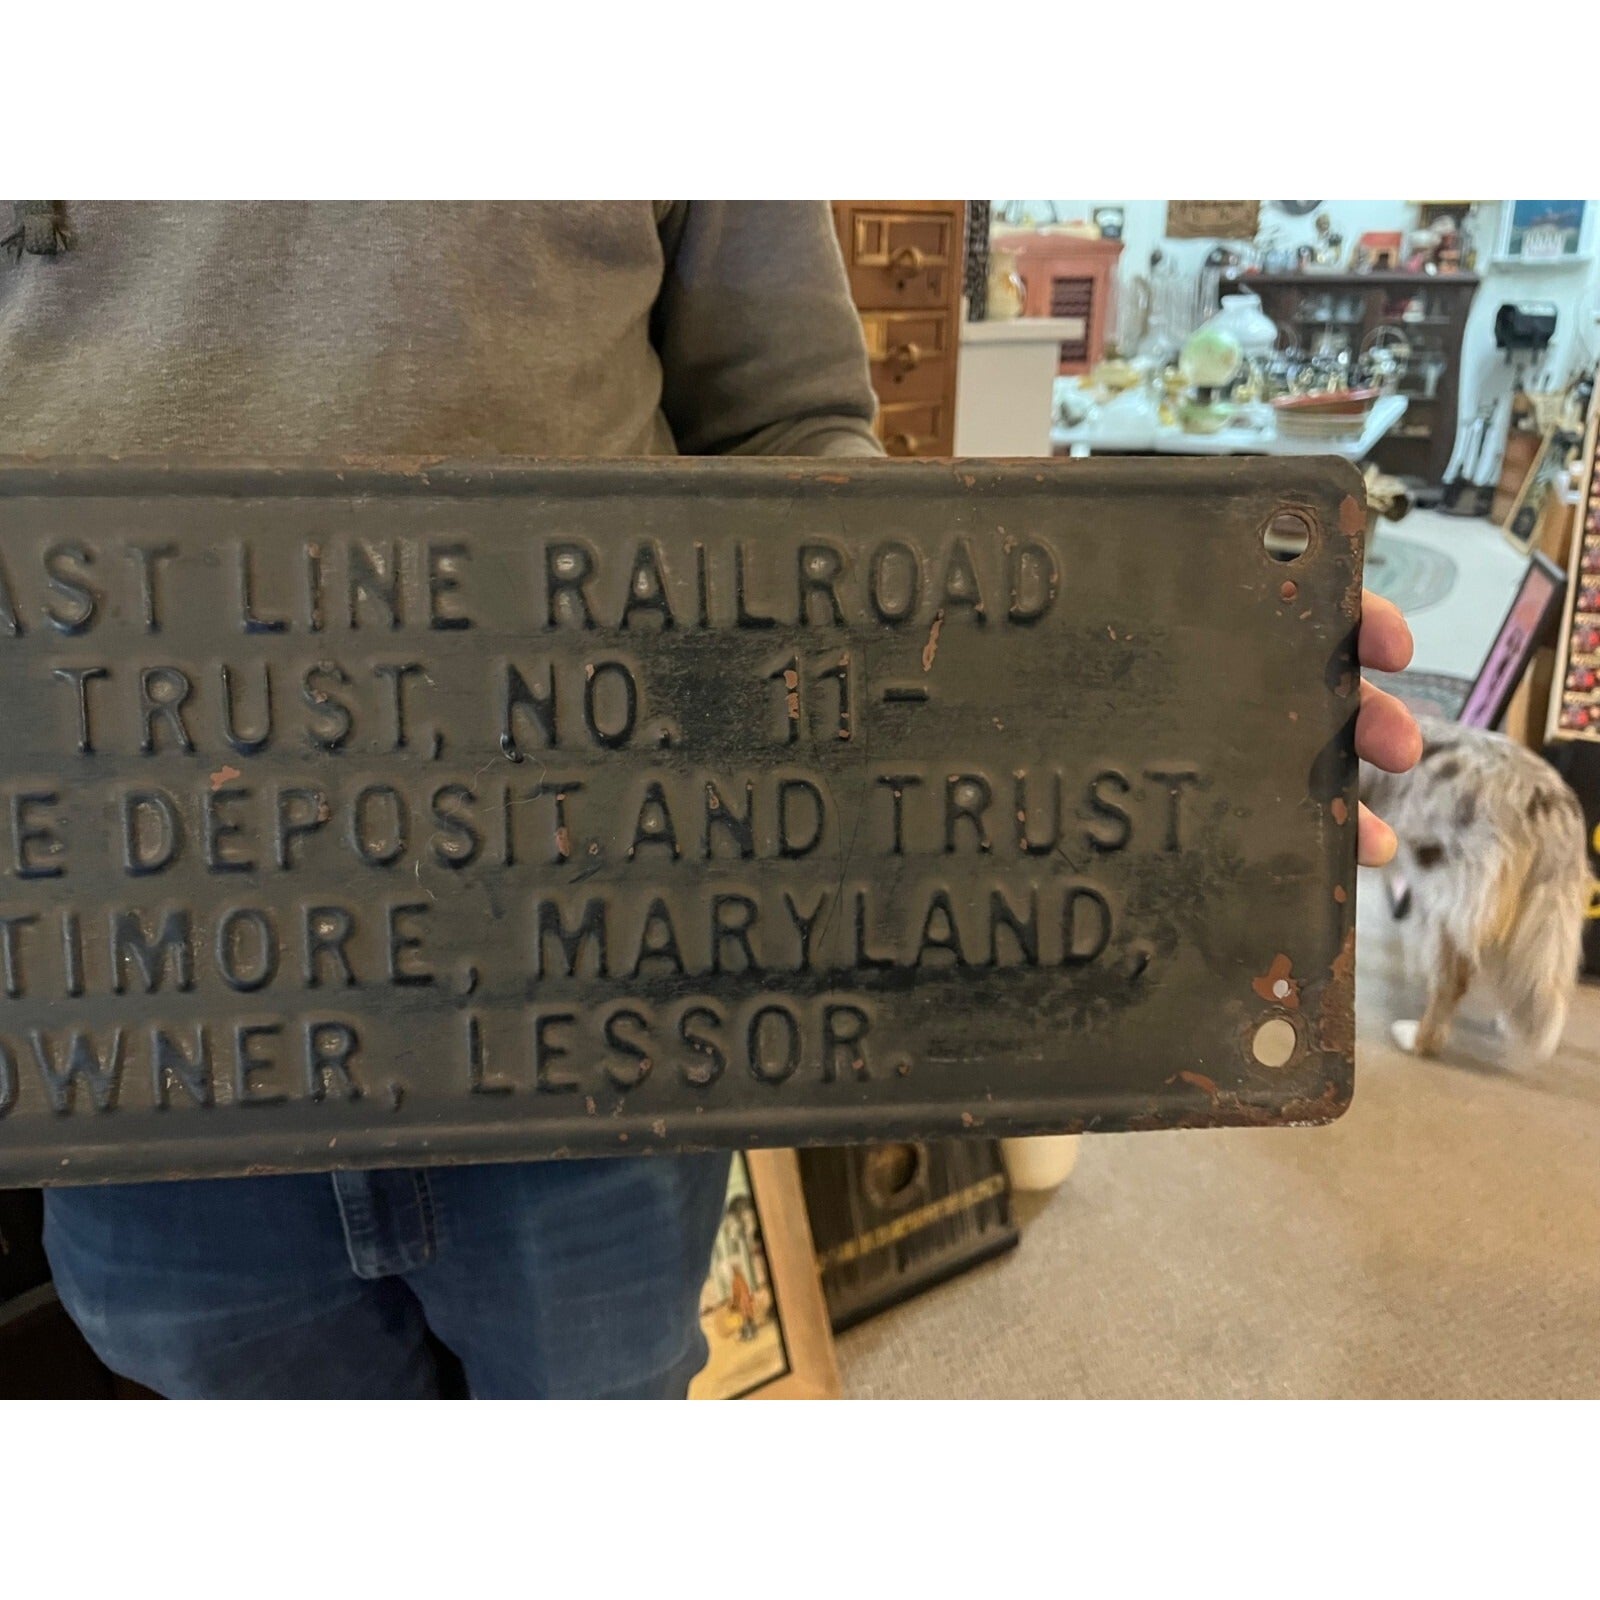 AST LINE RAILROAD
TRUST, NO. 11-
E DEPOSIT AND TRUST
TIMORE, MARYLAND,
OWNER, LESSOR.